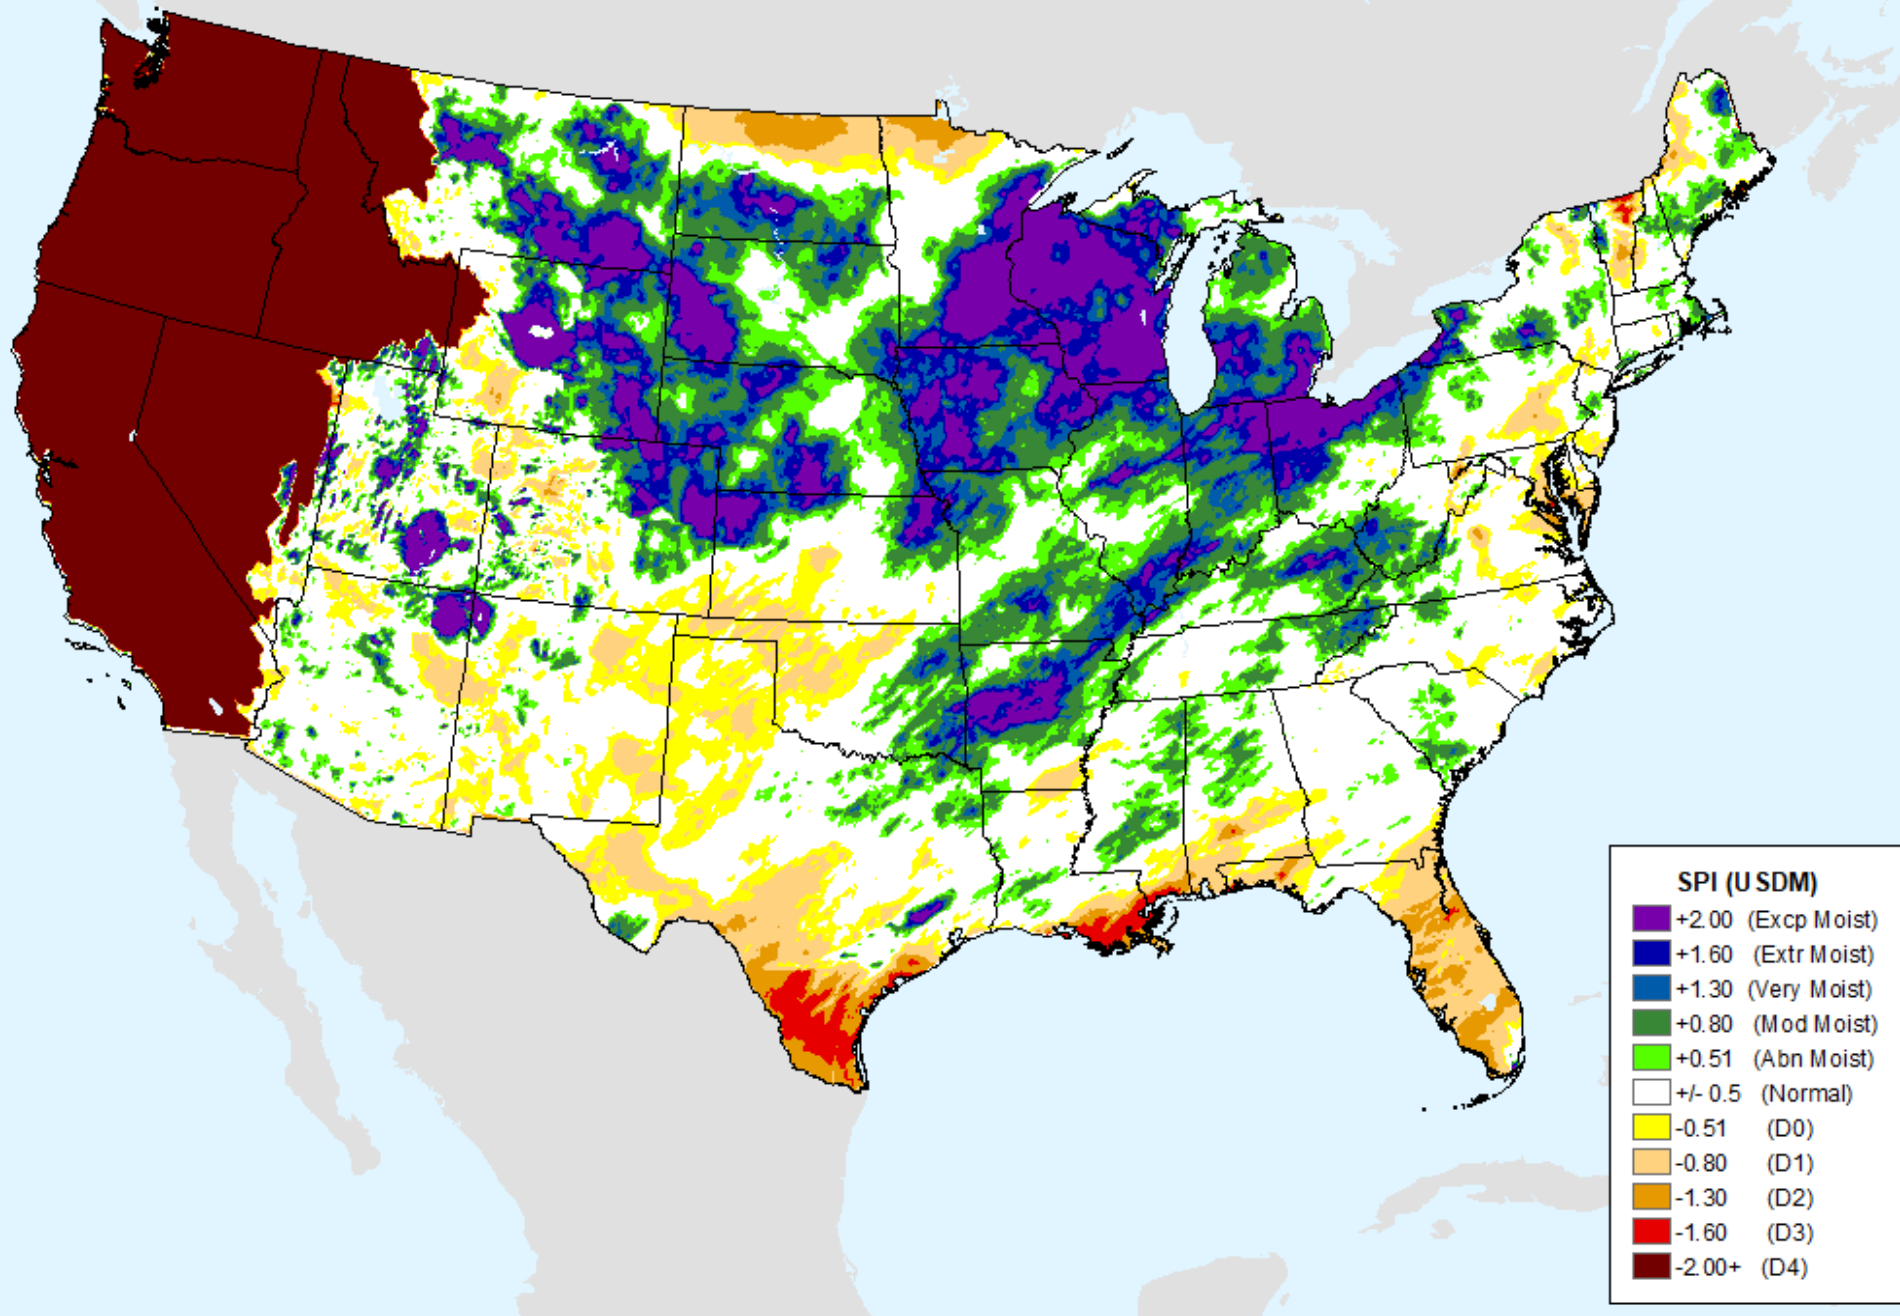 SPI (USDM)
+2.00 (Excp Moist)
+1.60 (Extr Moist)
+1.30 (Very Moist)
+0.80 (Mod Moist)
+0.51 (Abn Moist)
+/- 0.5 (Normal)
-0.51 (D0)
-0.80 (D1)
-1.30 (D2)
-1.60 (D3)
-2.00+ (D4)